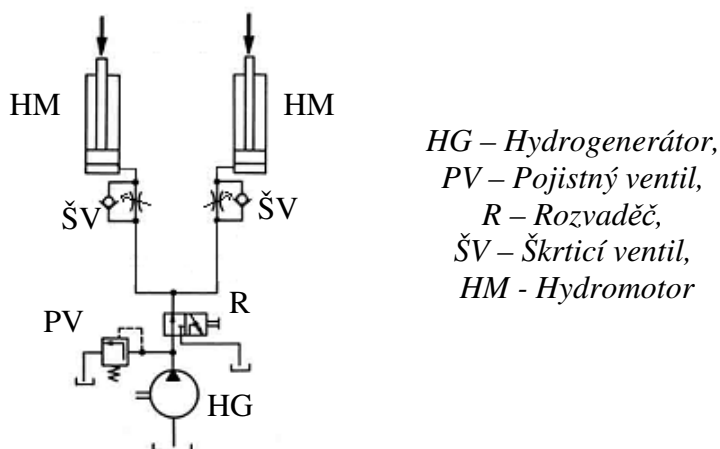 HM
HM
HG – Hydrogenerátor,
PV – Pojistný ventil,
R – Rozvaděč,
ŠV – Škrticí ventil,
HM - Hydromotor
ŠV
ŠV
R
PV
HG